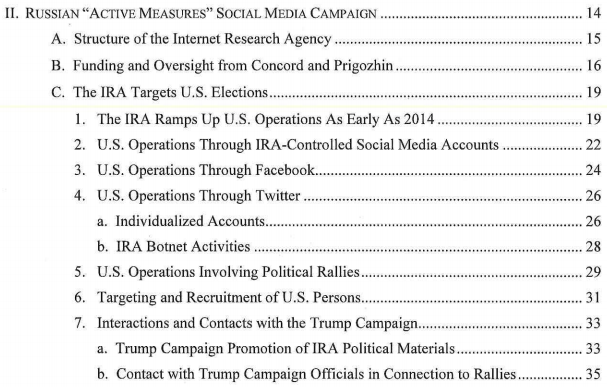 II. RUSSIAN “ACTIVE MEASURES” SOCIAL MEDIA CAMPAIGN ........................................ 14
A. Structure of the Internet Research Agency ........................................ 15
B. Funding and Oversight from Concord and Prigozhin ........................................ 16
C. The IRA Targets U.S. Elections ........................................ 19
1. The IRA Ramps Up U.S. Operations As Early As 2014 ........................................ 19
2. U.S. Operations Through IRA-Controlled Social Media Accounts ........................................ 22
3. U.S. Operations Through Facebook ........................................ 24
4. U.S. Operations Through Twitter ........................................ 26
a. Individualized Accounts ........................................ 26
b. IRA Botnet Activities ........................................ 28
5. U.S. Operations Involving Political Rallies ........................................ 29
6. Targeting and Recruitment of U.S. Persons ........................................ 31
7. Interactions and Contacts with the Trump Campaign ........................................ 33
a. Trump Campaign Promotion of IRA Political Materials ........................................ 33
b. Contact with Trump Campaign Officials in Connection to Rallies ........................................ 35